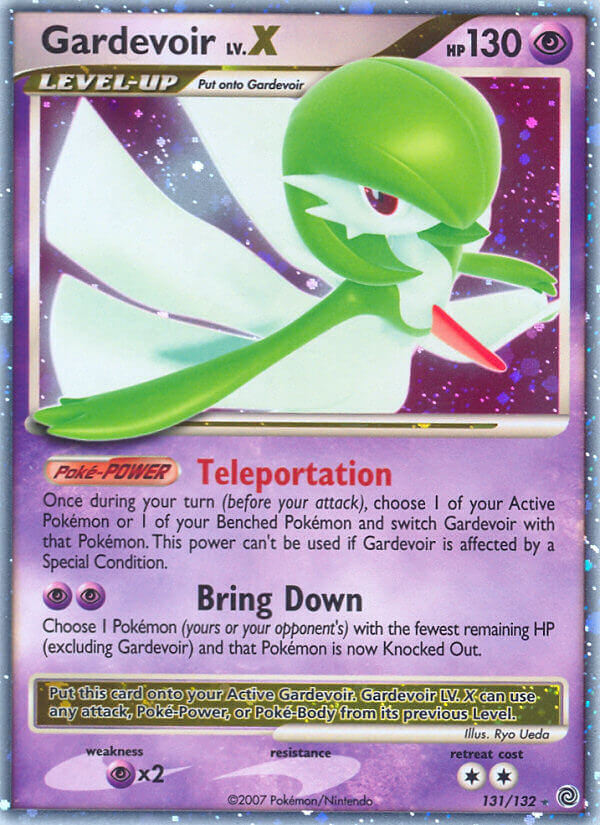 Gardevoir LV.X HP 130
LEVEL-UP Put onto Gardevoir
Poké-POWER Teleportation
Once during your turn (before your attack), choose 1 of your Active
Pokémon or 1 of your Benched Pokémon and switch Gardevoir with
that Pokémon. This power can't be used if Gardevoir is affected by a
Special Condition.
Bring Down
Choose 1 Pokémon (yours or your opponent's) with the fewest remaining HP
(excluding Gardevoir) and that Pokémon is now Knocked Out.
Put this card onto your Active Gardevoir. Gardevoir LV. X can use
any attack, Poké-Power, or Poké-Body from its previous Level.
Illus. Ryo Ueda
weakness resistance retreat cost
x2
©2007 Pokémon/Nintendo 131/132